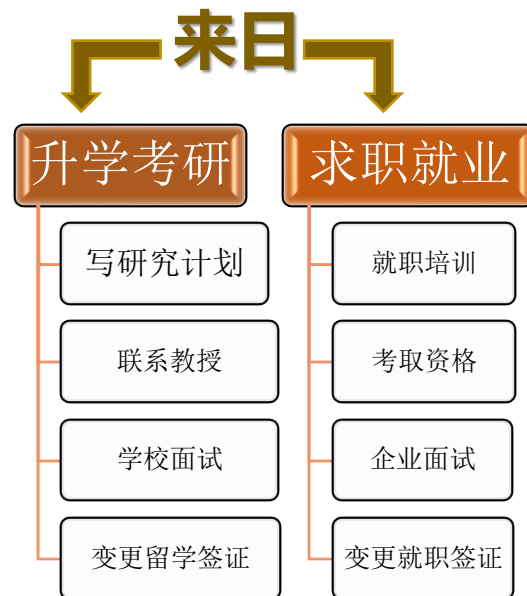 来日
升学考研
写研究计划
联系教授
学校面试
变更留学签证
求职就业
就职培训
考取资格
企业面试
变更就职签证